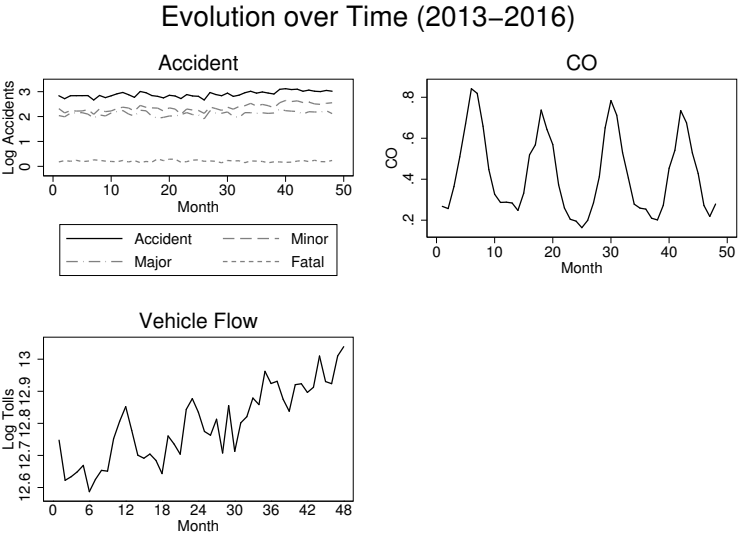 Evolution over Time (2013–2016)
Accident
Log Accidents
3
2
1
0
0 10 20 30 40 50
Month
Accident Minor
Major Fatal
CO
CO
.8
.6
.4
.2
0 10 20 30 40 50
Month
Vehicle Flow
Log Tolls
13
12.9
12.8
12.7
12.6
0 6 12 18 24 30 36 42 48
Month